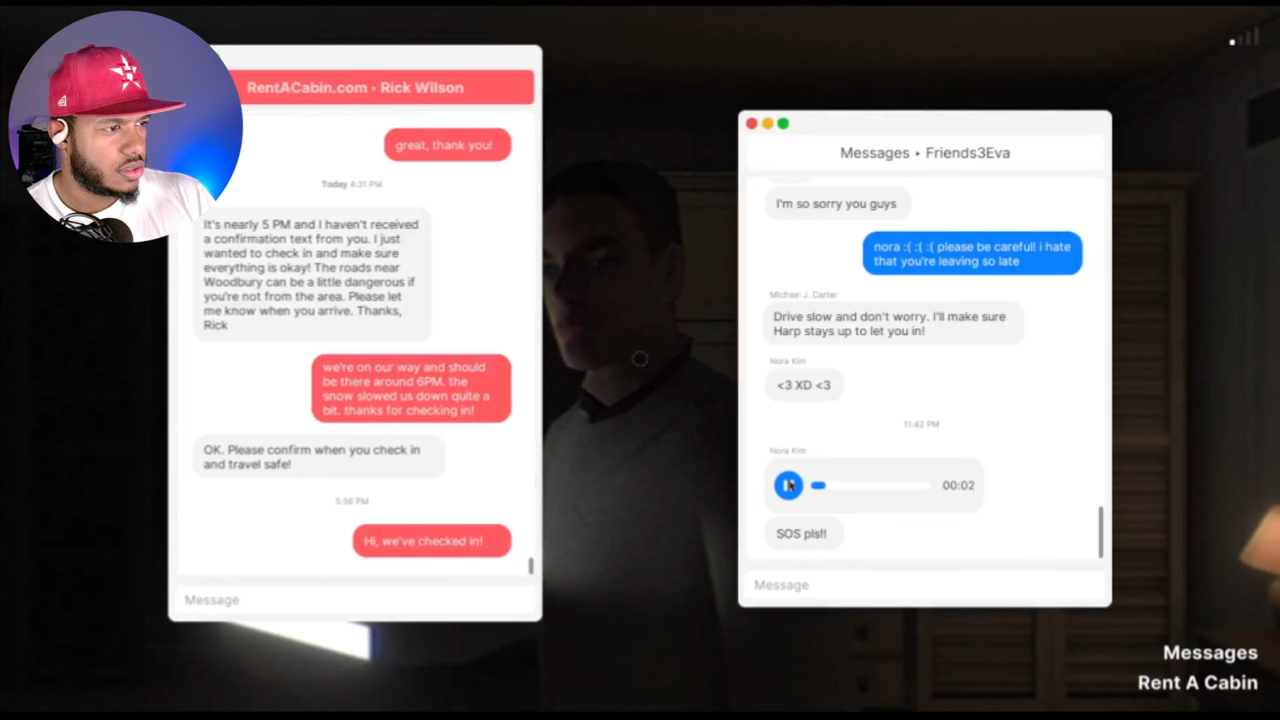 RentACabin.com • Rick Wilson
great, thank you!
Today 4:31 PM
It's nearly 5 PM and I haven't received
a confirmation text from you. I just
wanted to check in and make sure
everything is okay! The roads near
Woodbury can be a little dangerous if
you're not from the area. Please let
me know when you arrive. Thanks,
Rick
we're on our way and should
be there around 6PM. the
snow slowed us down quite a
bit. thanks for checking in!
OK. Please confirm when you check in
and travel safe!
5:56 PM
Hi, we've checked in!
Message
Messages ‣ Friends3Eva
I'm so sorry you guys
nora :( :( :( please be careful! i hate
that you're leaving so late
Michael J. Carter
Drive slow and don't worry. I'll make sure
Harp stays up to let you in!
Nora Kim
<3 XD <3
11:42 PM
Nora Kim
00:02
SOS pls!!
Message
Messages
Rent A Cabin